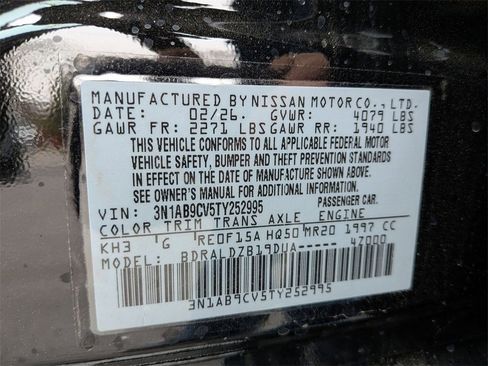 MANUFACTURED BY NISSAN MOTOR CO., LTD.
DATE: 02/26. GVWR: 4079 LBS
GAWR FR: 2271 LBS GAWR RR: 1940 LBS
THIS VEHICLE CONFORMS TO ALL APPLICABLE FEDERAL MOTOR
VEHICLE SAFETY, BUMPER AND THEFT PREVENTION STANDARDS
IN EFFECT ON THE DATE OF MANUFACTURE SHOWN ABOVE.
SEE OWNER'S MANUAL FOR ADDITIONAL INFORMATION.
VIN: 3N1AB9CV5TY252995 PASSENGER CAR.
COLOR TRIM TRANS AXLE ENGINE
KH3 G RE0F15A HQ50 MR20 1997 CC
MODEL: BDRALDZB19DUA----- 47000
3N1AB9CV5TY252995